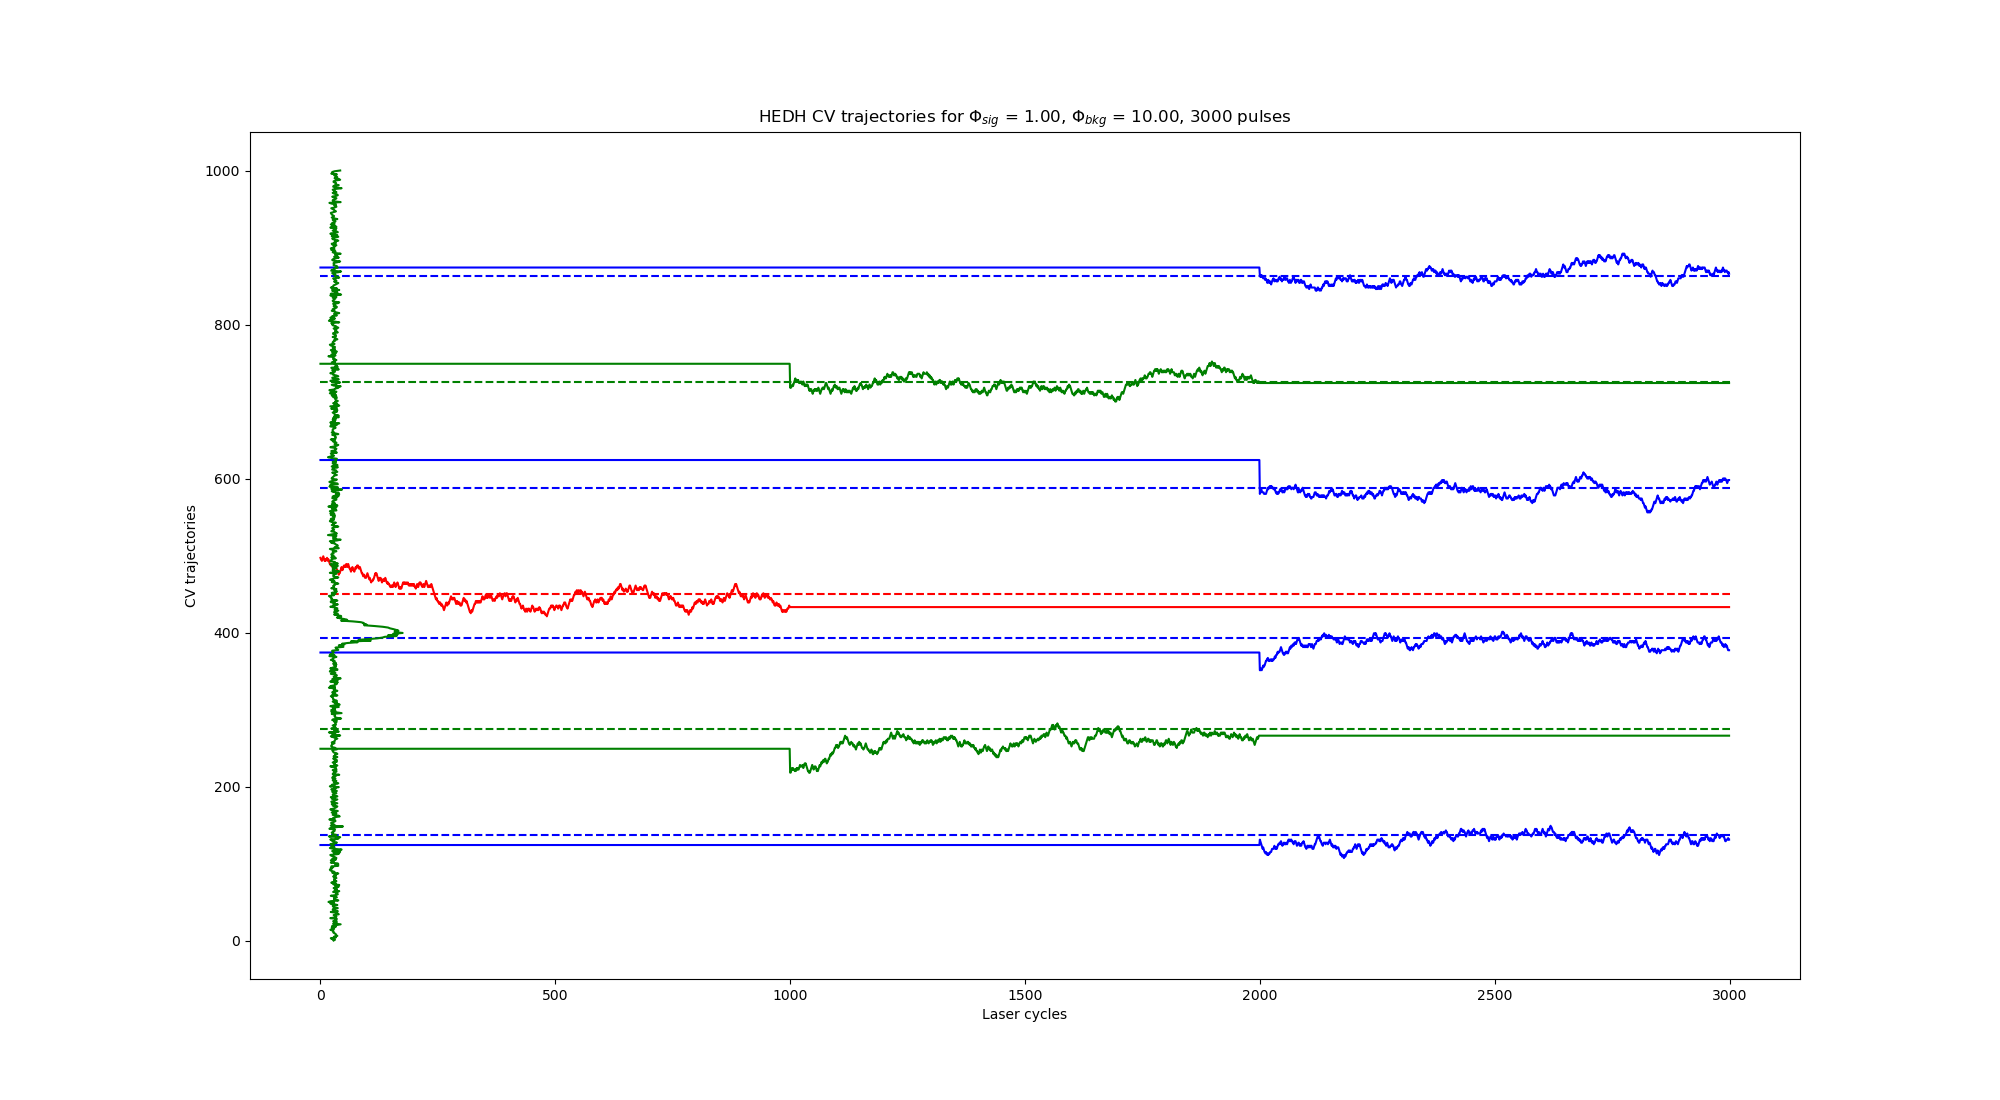 HEDH CV trajectories for Φsig = 1.00, Φbkg = 10.00, 3000 pulses
1000
800
600
400
200
0
CV trajectories
0 500 1000 1500 2000 2500 3000
Laser cycles